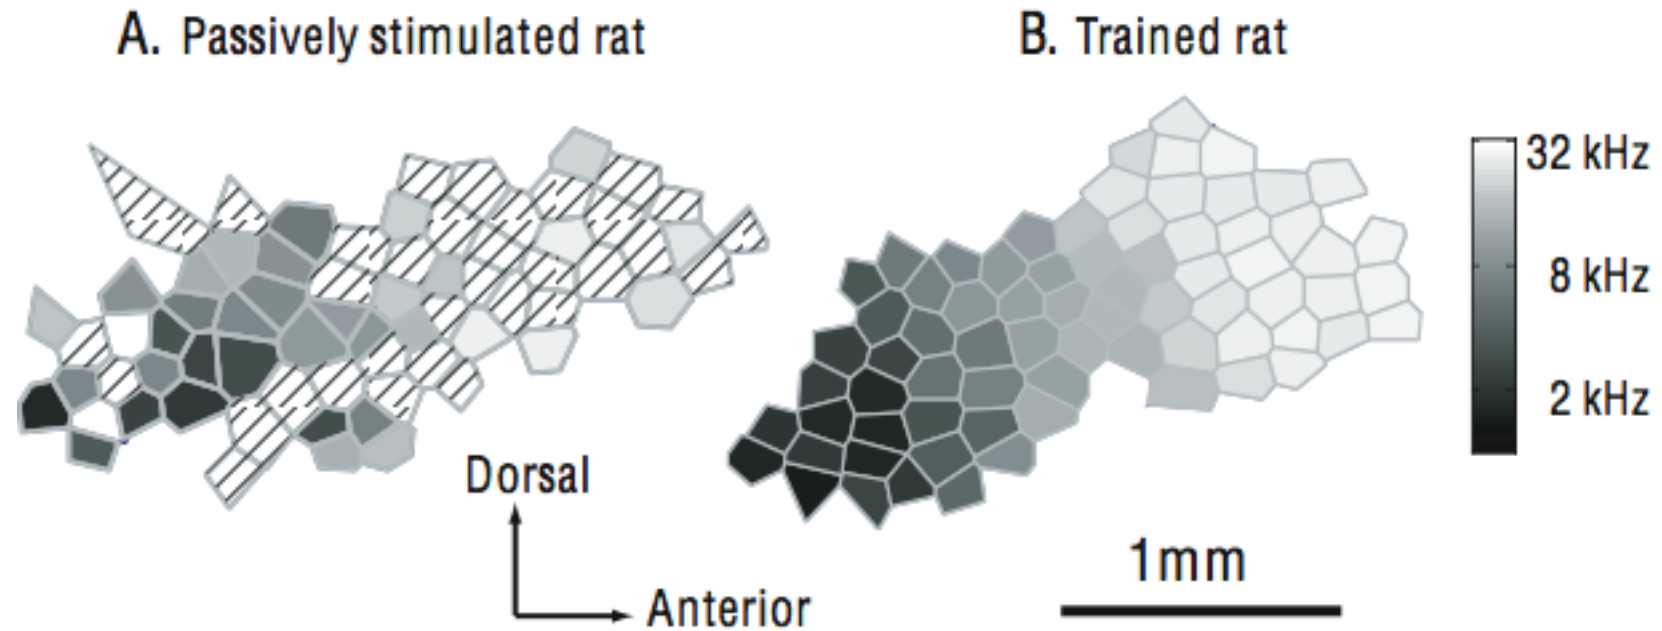 A. Passively stimulated rat
B. Trained rat
32 kHz
8 kHz
2 kHz
Dorsal
Anterior
1mm